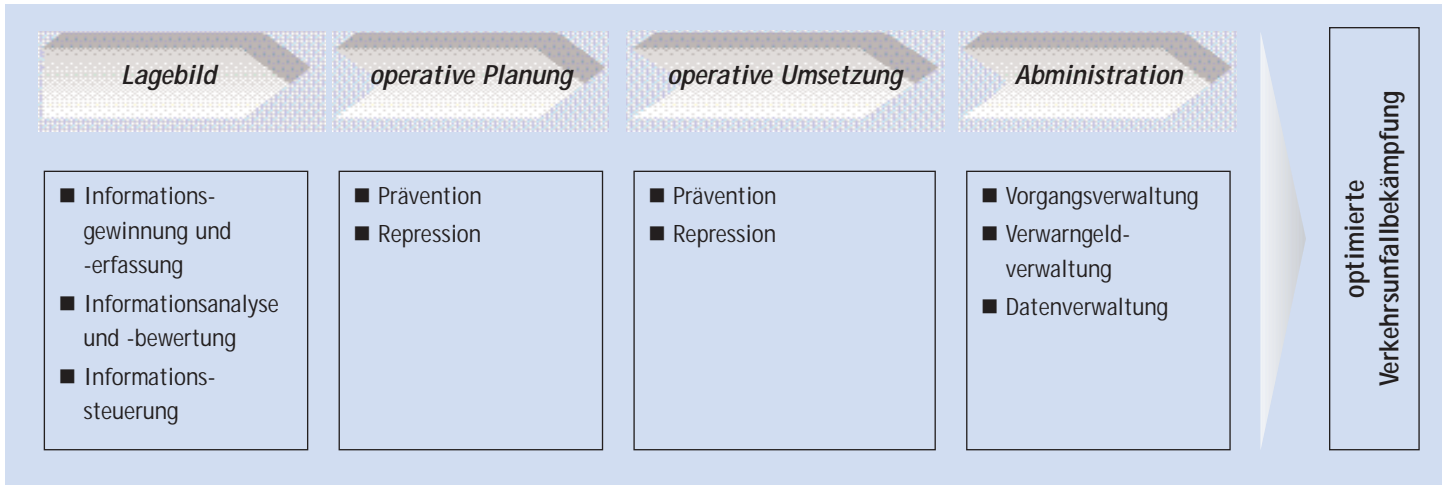 Lagebild
operative Planung
operative Umsetzung
Abministration
■ Informations-
gewinnung und
-erfassung
■ Informationsanalyse
und -bewertung
■ Informations-
steuerung
■ Prävention
■ Repression
■ Prävention
■ Repression
■ Vorgangsverwaltung
■ Verwarngeld-
verwaltung
■ Datenverwaltung
optimierte
Verkehrsunfallbekämpfung